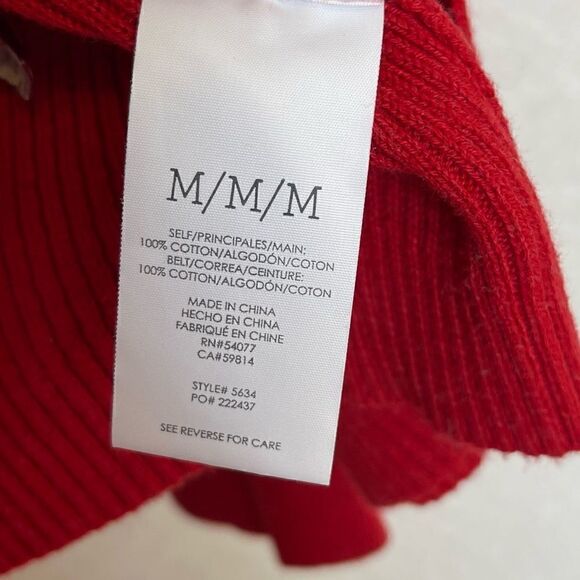 M/M/M
SELF/PRINCIPALES/MAIN:
100% COTTON/ALGODÓN/COTON
BELT/CORREA/CEINTURE:
100% COTTON/ALGODÓN/COTON
MADE IN CHINA
HECHO EN CHINA
FABRIQUÉ EN CHINE
RN#54077
CA#59814
STYLE# 5634
PO# 222437
SEE REVERSE FOR CARE